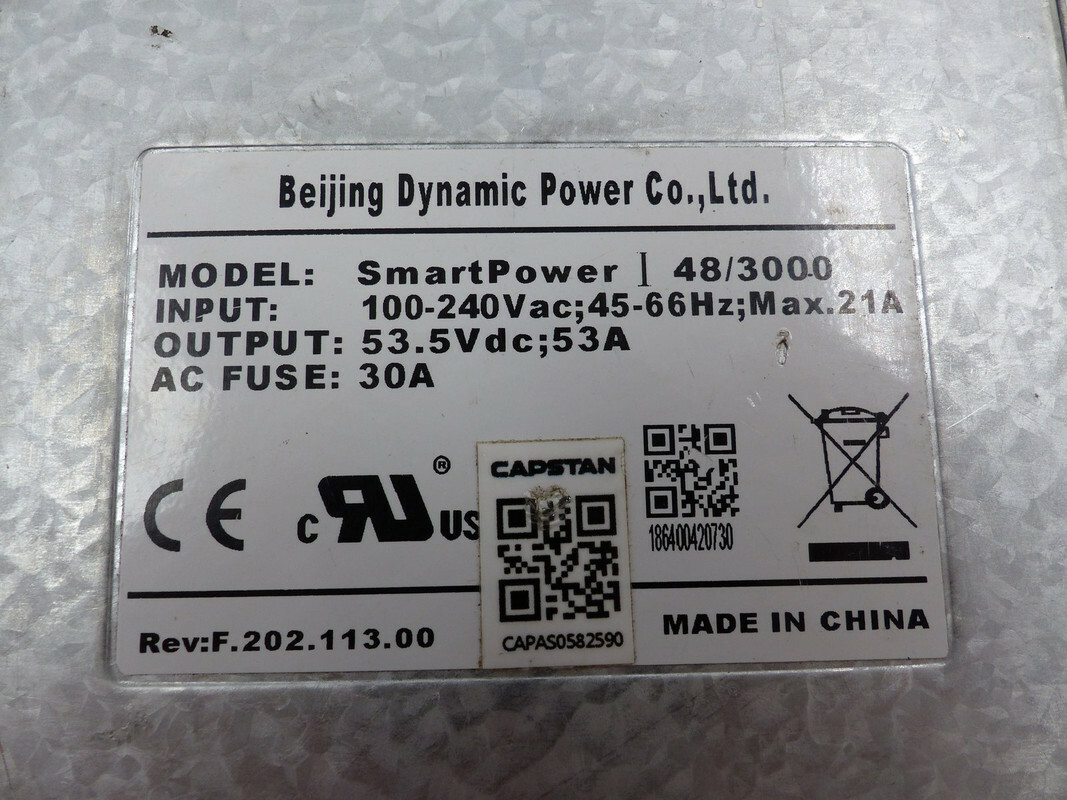 Beijing Dynamic Power Co.,Ltd.
MODEL: SmartPower I 48/3000
INPUT: 100-240Vac;45-66Hz;Max.21A
OUTPUT: 53.5Vdc;53A
AC FUSE: 30A
CE
c RU ® US
CAPSTAN
186400420730
CAPAS0582590
Rev:F.202.113.00
MADE IN CHINA